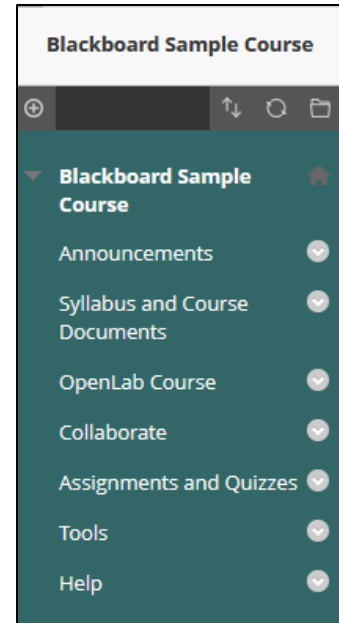 Blackboard Sample Course
Blackboard Sample
Course
Announcements
Syllabus and Course
Documents
OpenLab Course
Collaborate
Assignments and Quizzes
Tools
Help